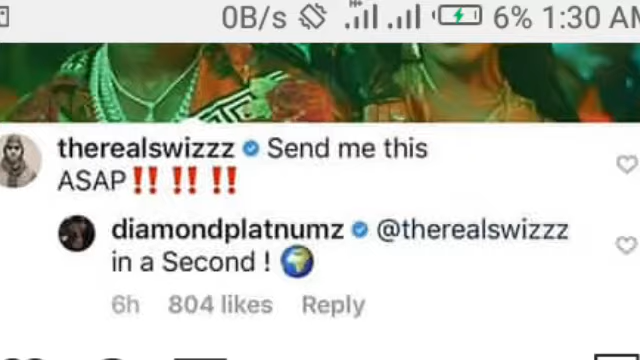 0B/s 6% 1:30 AM
therealswizzz Send me this
ASAP‼️ ‼️ ‼️
diamondplatnumz @therealswizzz
in a Second ! 🌍
6h 804 likes Reply